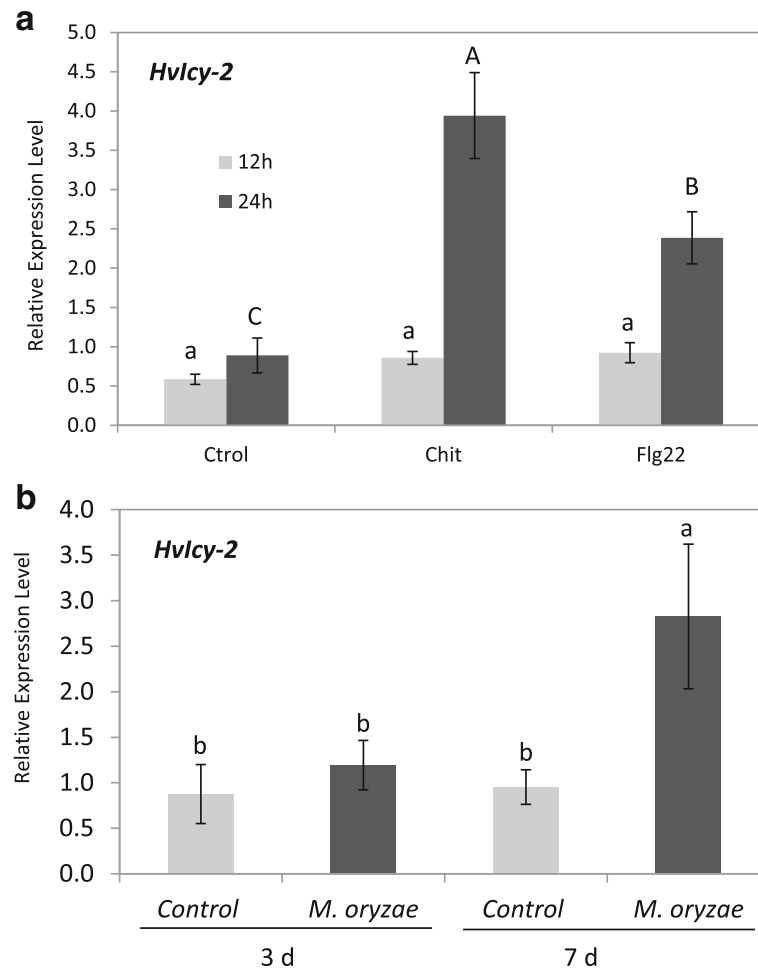 a
Relative Expression Level
5.0
4.5
4.0
3.5
3.0
2.5
2.0
1.5
1.0
0.5
0.0
HvIcy-2
12h
24h
a
C
a
A
a
B
Ctrol Chit Flg22
b
Relative Expression Level
4.0
3.5
3.0
2.5
2.0
1.5
1.0
0.5
0.0
HvIcy-2
b
b
b
a
Control M. oryzae Control M. oryzae
3 d 7 d